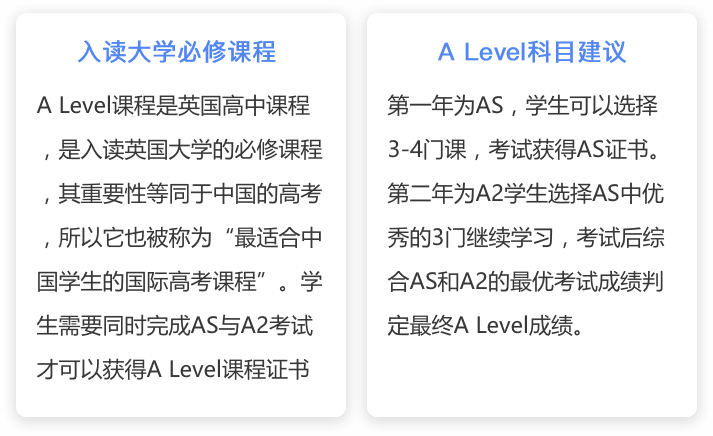 入读大学必修课程
A Level课程是英国高中课程
，是入读英国大学的必修课程
，其重要性等同于中国的高考
，所以它也被称为“最适合中
国学生的国际高考课程”。学
生需要同时完成AS与A2考试
才可以获得A Level课程证书
A Level科目建议
第一年为AS，学生可以选择
3-4门课，考试获得AS证书。
第二年为A2学生选择AS中优
秀的3门继续学习，考试后综
合AS和A2的最优考试成绩判
定最终A Level成绩。